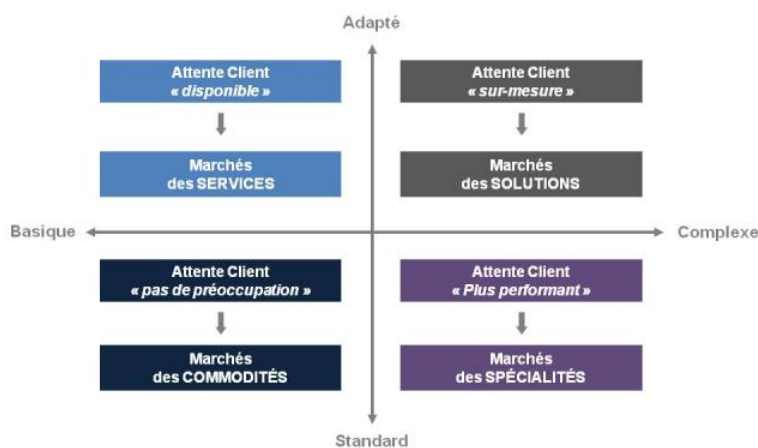 Adapté
Attente Client
« disponible »
Attente Client
« sur-mesure »
Marchés
des SERVICES
Marchés
des SOLUTIONS
Basique
Complexe
Attente Client
« pas de préoccupation »
Attente Client
« Plus performant »
Marchés
des COMMODITÉS
Marchés
des SPÉCIALITÉS
Standard